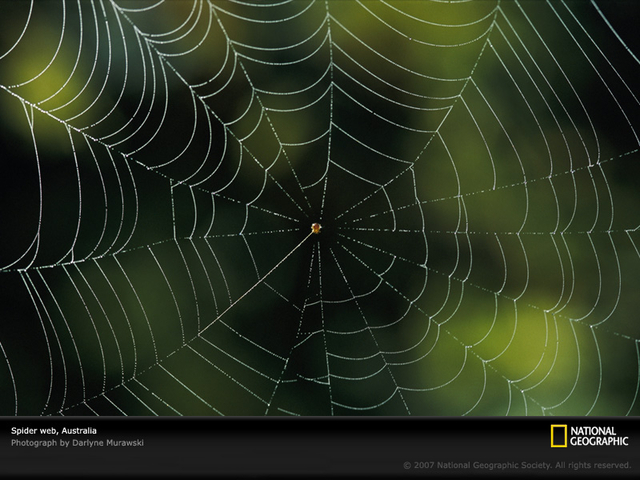 Spider web, Australia
Photograph by Darlyne Murawski
NATIONAL
GEOGRAPHIC
© 2007 National Geographic Society. All rights reserved.